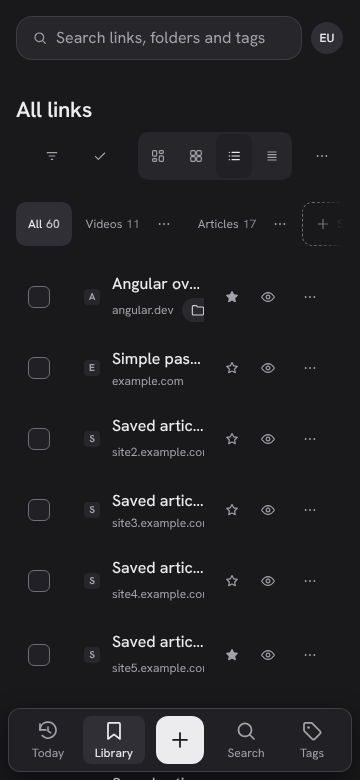 Search links, folders and tags
EU
All links
All 60
Videos 11
Articles 17
A
Angular ov...
angular.dev
E
Simple pas...
example.com
S
Saved artic...
site2.example.co
S
Saved artic...
site3.example.co
S
Saved artic...
site4.example.co
S
Saved artic...
site5.example.co
Today
Library
Search
Tags